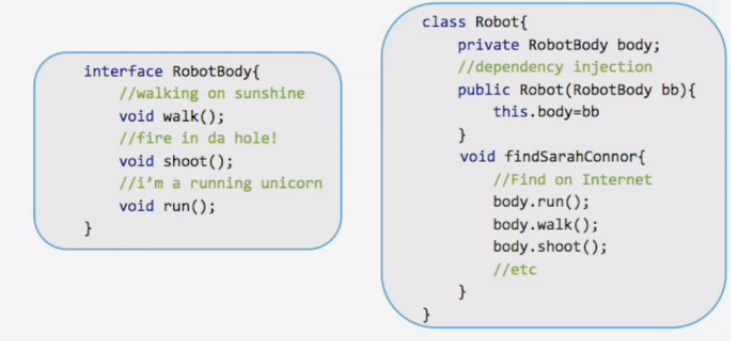 interface RobotBody{
//walking on sunshine
void walk();
//fire in da hole!
void shoot();
//i'm a running unicorn
void run();
}
class Robot{
private RobotBody body;
//dependency injection
public Robot(RobotBody bb){
this.body=bb
}
void findSarahConnor{
//Find on Internet
body.run();
body.walk();
body.shoot();
//etc
}
}